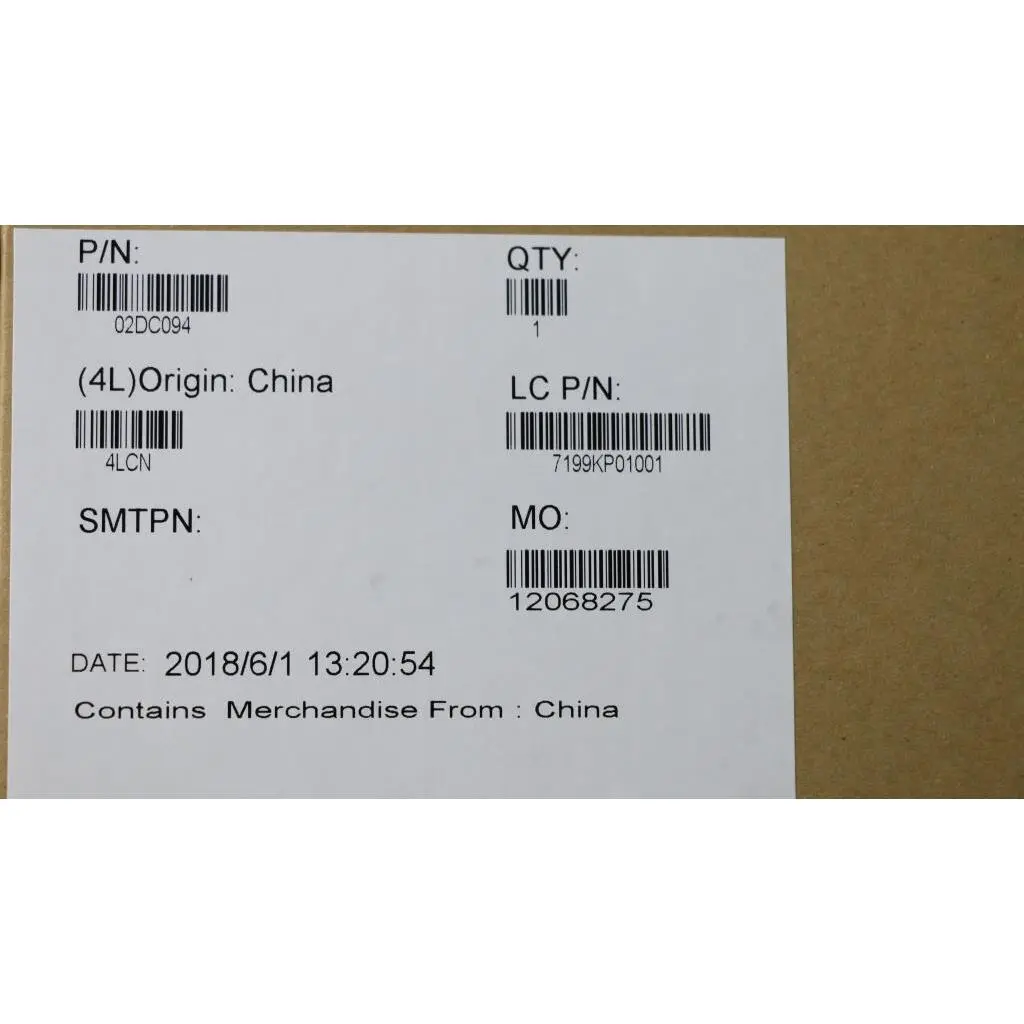 P/N:
02DC094
QTY:
1
(4L)Origin: China
4LCN
LC P/N:
7199KP01001
SMTPN:
MO:
12068275
DATE: 2018/6/1 13:20:54
Contains Merchandise From : China